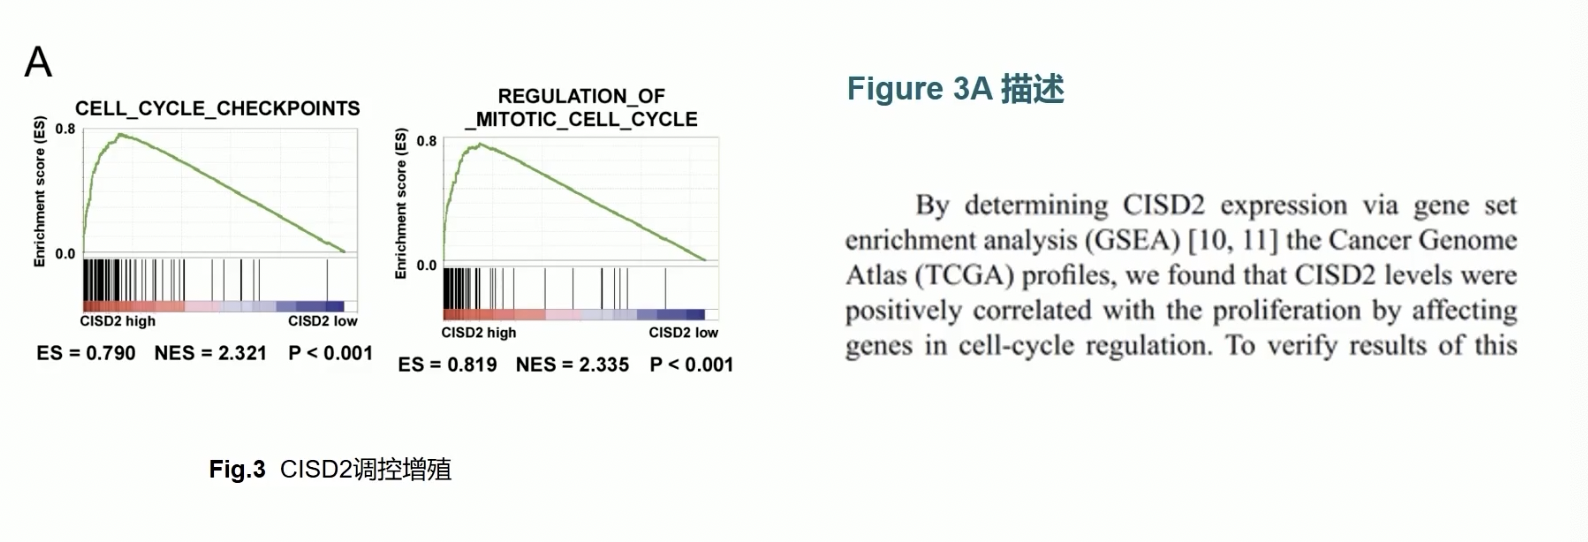 A
CELL_CYCLE_CHECKPOINTS
Enrichment score (ES)
0.8
0.0
CISD2 high
CISD2 low
ES = 0.790 NES = 2.321 P < 0.001
REGULATION_OF
_MITOTIC_CELL_CYCLE
Enrichment score (ES)
0.8
0.0
CISD2 high
CISD2 low
ES = 0.819 NES = 2.335 P < 0.001
Fig.3 CISD2调控增殖
Figure 3A 描述
By determining CISD2 expression via gene set
enrichment analysis (GSEA) [10, 11] the Cancer Genome
Atlas (TCGA) profiles, we found that CISD2 levels were
positively correlated with the proliferation by affecting
genes in cell-cycle regulation. To verify results of this